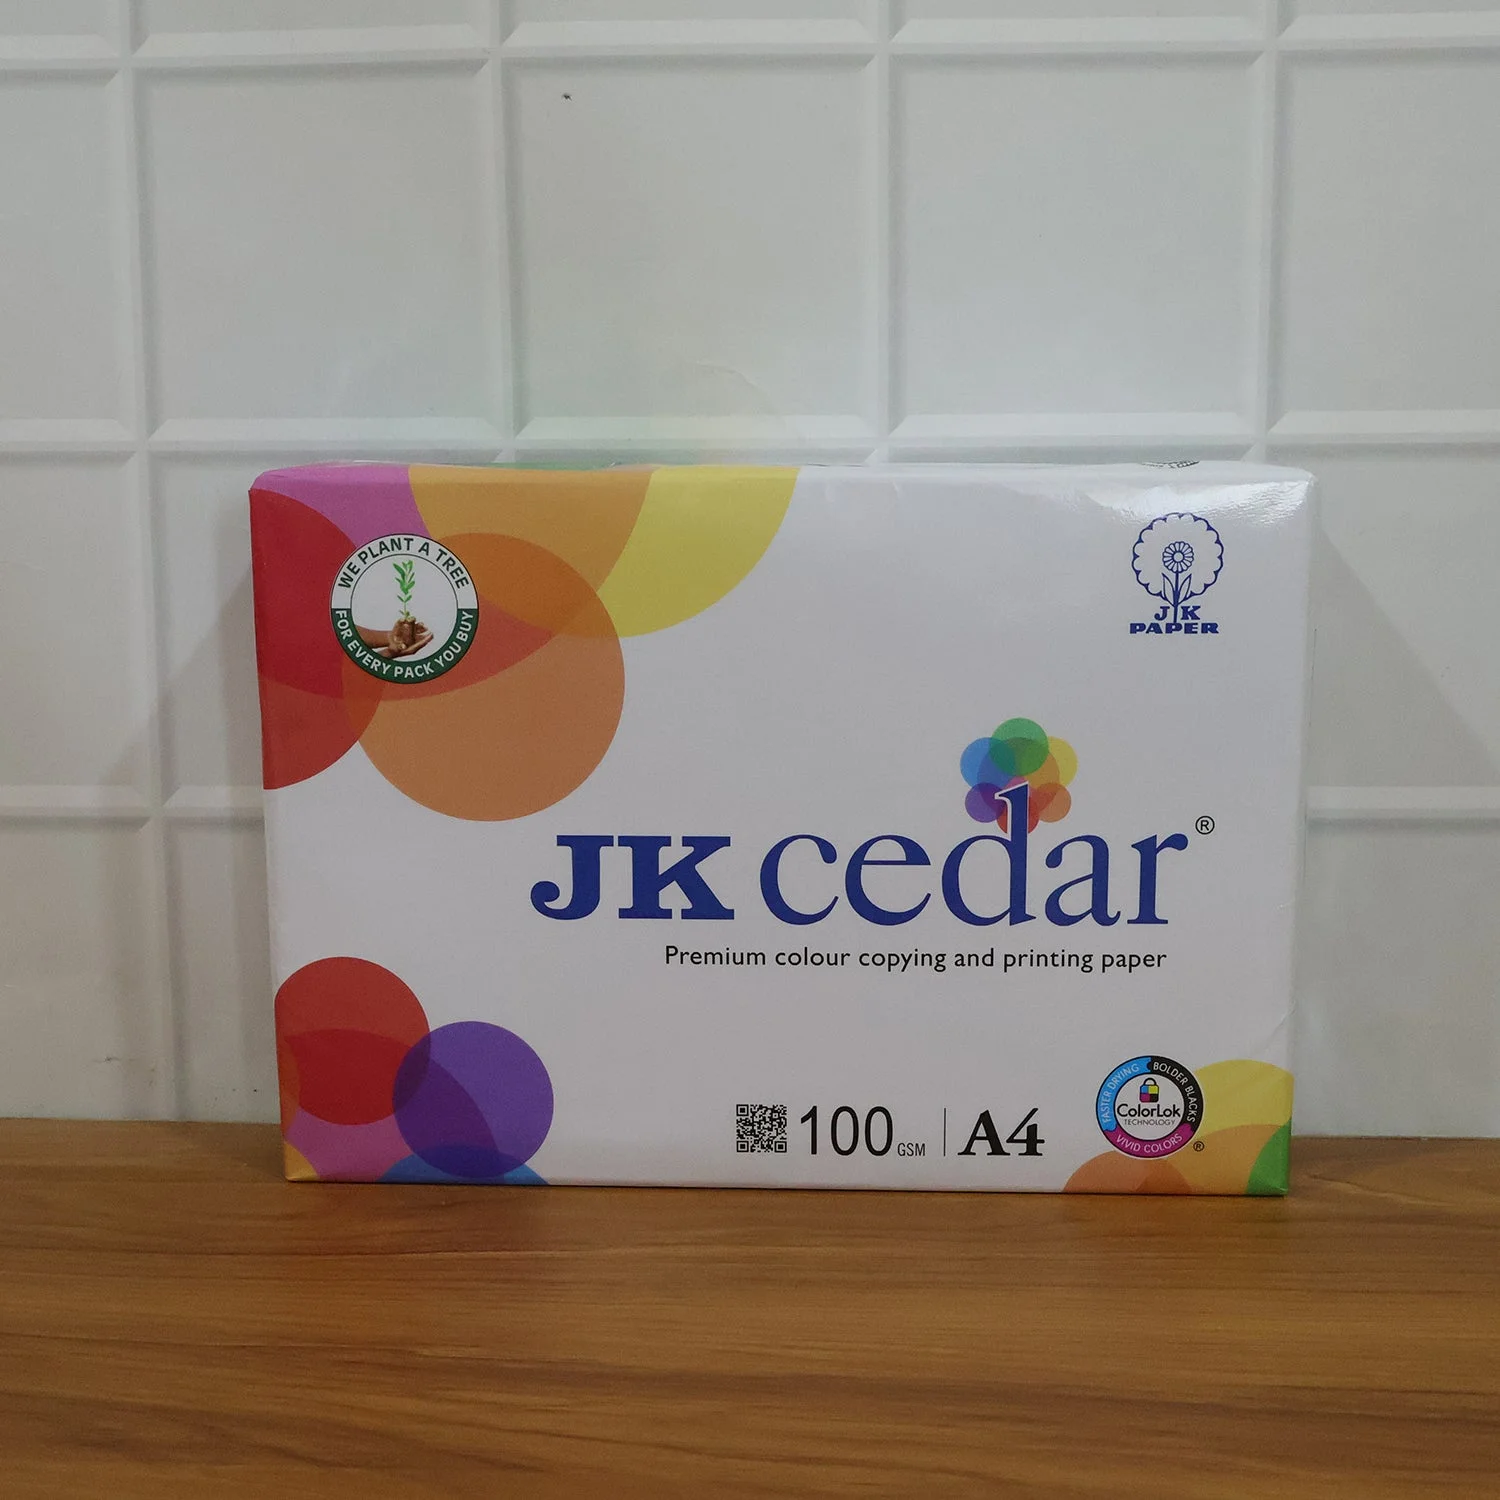 WE PLANT A TREE
FOR EVERY PACK YOU BUY
JK
PAPER
JK cedar®
Premium colour copying and printing paper
100 GSM | A4
FASTER DRYING
BOLDER BLACKS
ColorLok
TECHNOLOGY
VIVID COLORS
®